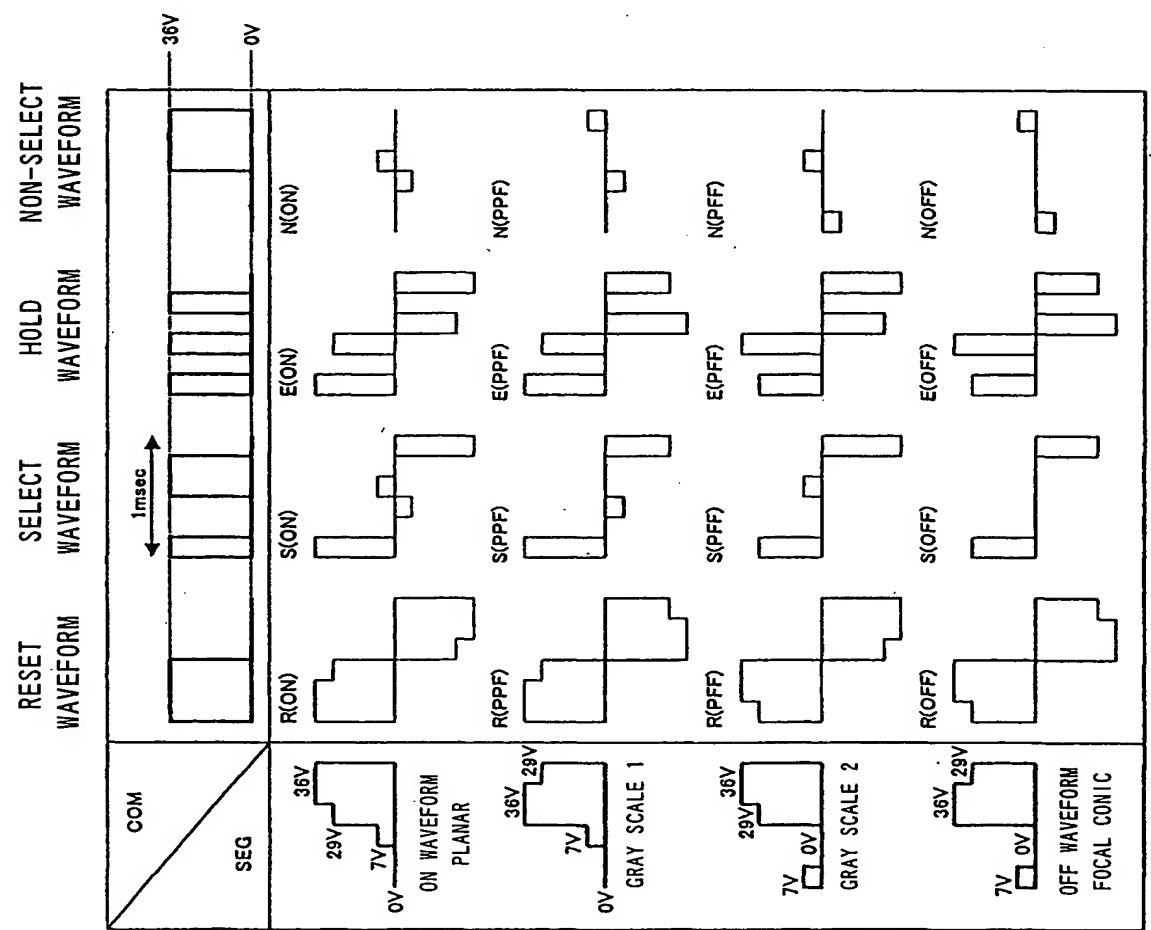 RESET
WAVEFORM
SELECT
WAVEFORM
HOLD
WAVEFORM
NON-SELECT
WAVEFORM
COM
SEG
1msec
36V
0V
36V
29V
7V
0V
ON WAVEFORM
PLANAR
R(ON)
S(ON)
E(ON)
N(ON)
36V
29V
7V
0V
GRAY SCALE 1
R(PPF)
S(PPF)
E(PPF)
N(PPF)
36V
29V
7V
0V
GRAY SCALE 2
R(PFF)
S(PFF)
E(PFF)
N(PFF)
36V
29V
7V
0V
OFF WAVEFORM
FOCAL CONIC
R(OFF)
S(OFF)
E(OFF)
N(OFF)